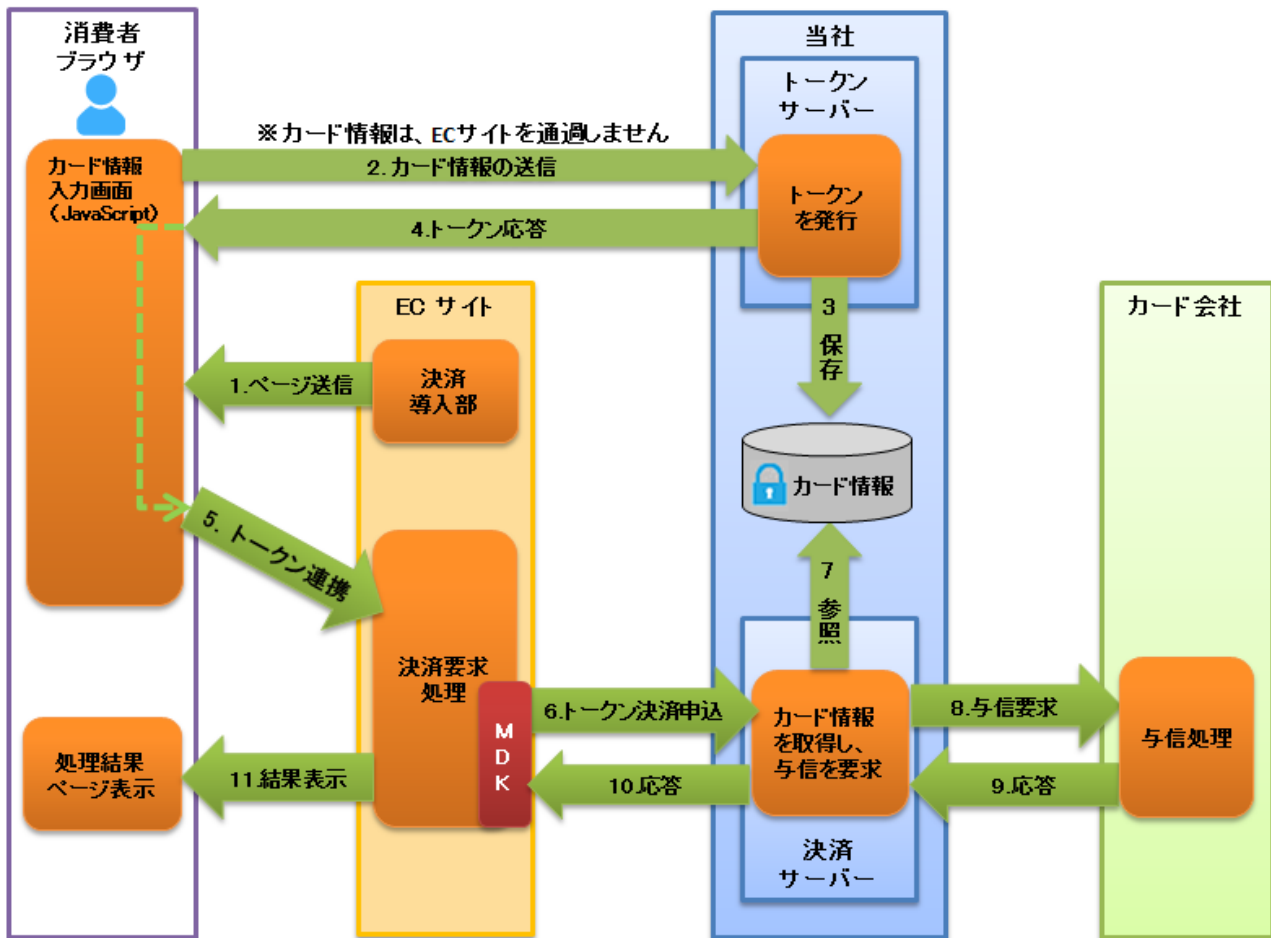 消費者
ブラウザ
当社
トークン
サーバー
※カード情報は、ECサイトを通過しません
2.カード情報の送信
カード情報
入力画面
（JavaScript）
トークン
を発行
4.トークン応答
EC サイト
3
保
存
カード会社
1.ページ送信
決済
導入部
カード情報
5. トークン連携
7
参
照
決済要求
処理
M
D
K
6.トークン決済申込
カード情報
を取得し、
与信を要求
8.与信要求
与信処理
処理結果
ページ表示
11.結果表示
10.応答
9.応答
決済
サーバー